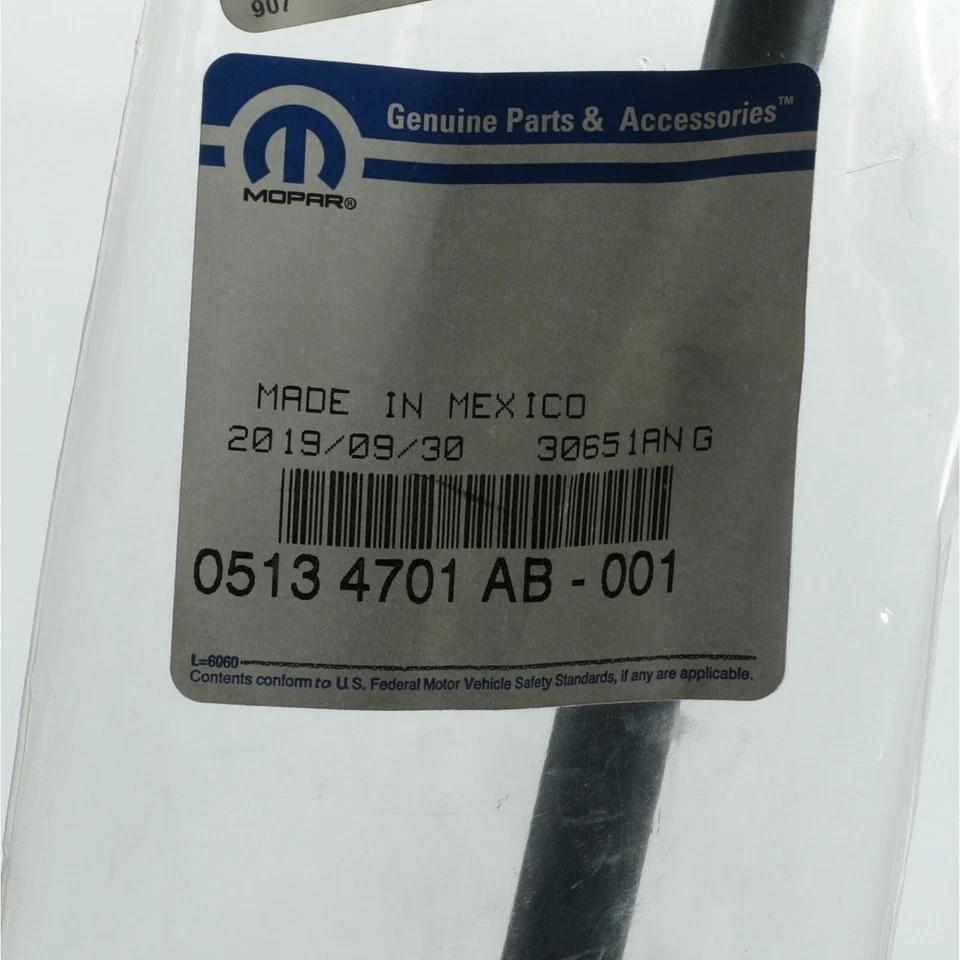 907
Genuine Parts & Accessories™
MOPAR®
MADE IN MEXICO
2019/09/30 30651ANG
0513 4701 AB - 001
L=6060
Contents conform to U.S. Federal Motor Vehicle Safety Standards, if any are applicable.